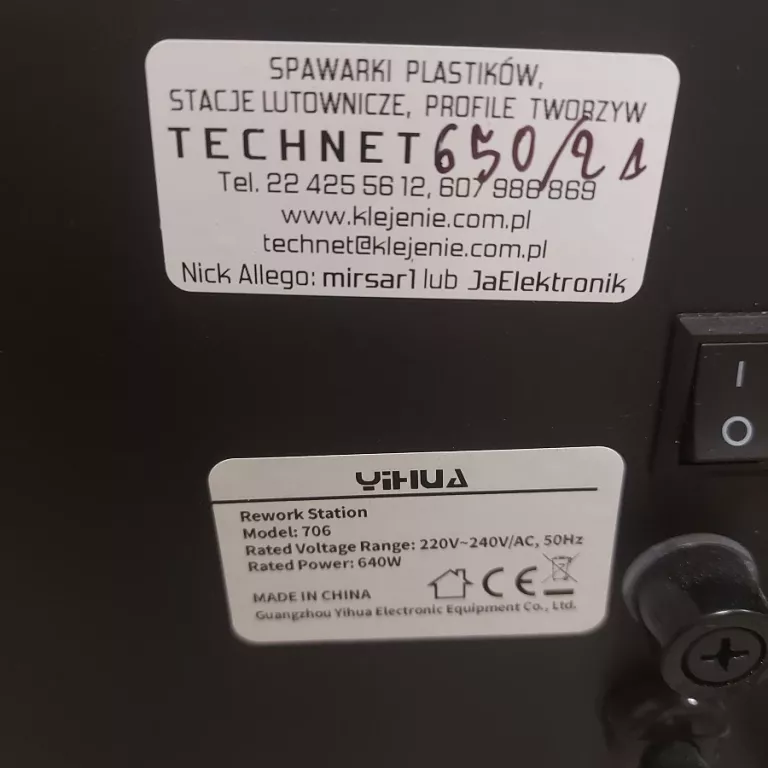 SPAWARKI PLASTIKÓW,
STACJE LUTOWNICZE, PROFILE TWORZYW
TECHNET 650/21
Tel. 22 425 56 12, 607 986 869
www.klejenie.com.pl
technet@klejenie.com.pl
Nick Allego: mirsar1 lub JaElektronik
I
O
YIHUA
Rework Station
Model: 706
Rated Voltage Range: 220V~240V/AC, 50Hz
Rated Power: 640W
CE
MADE IN CHINA
Guangzhou Yihua Electronic Equipment Co., Ltd.